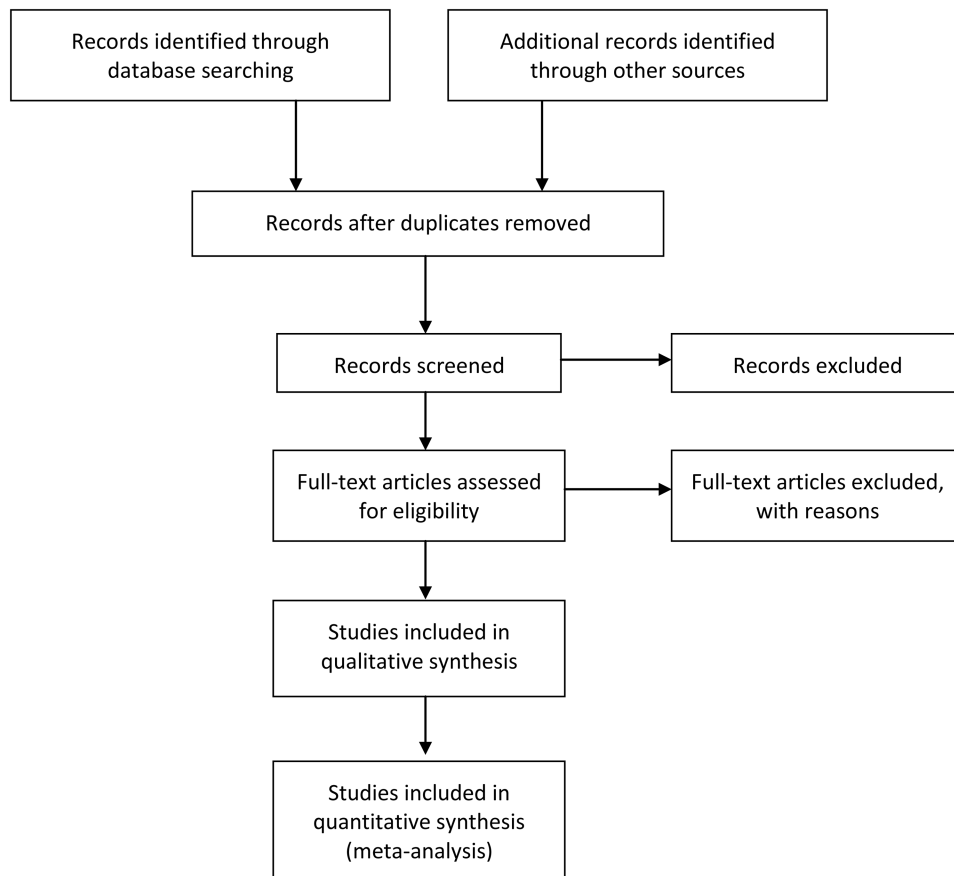 Records identified through
database searching
Additional records identified
through other sources
Records after duplicates removed
Records screened
Records excluded
Full-text articles assessed
for eligibility
Full-text articles excluded,
with reasons
Studies included in
qualitative synthesis
Studies included in
quantitative synthesis
(meta-analysis)